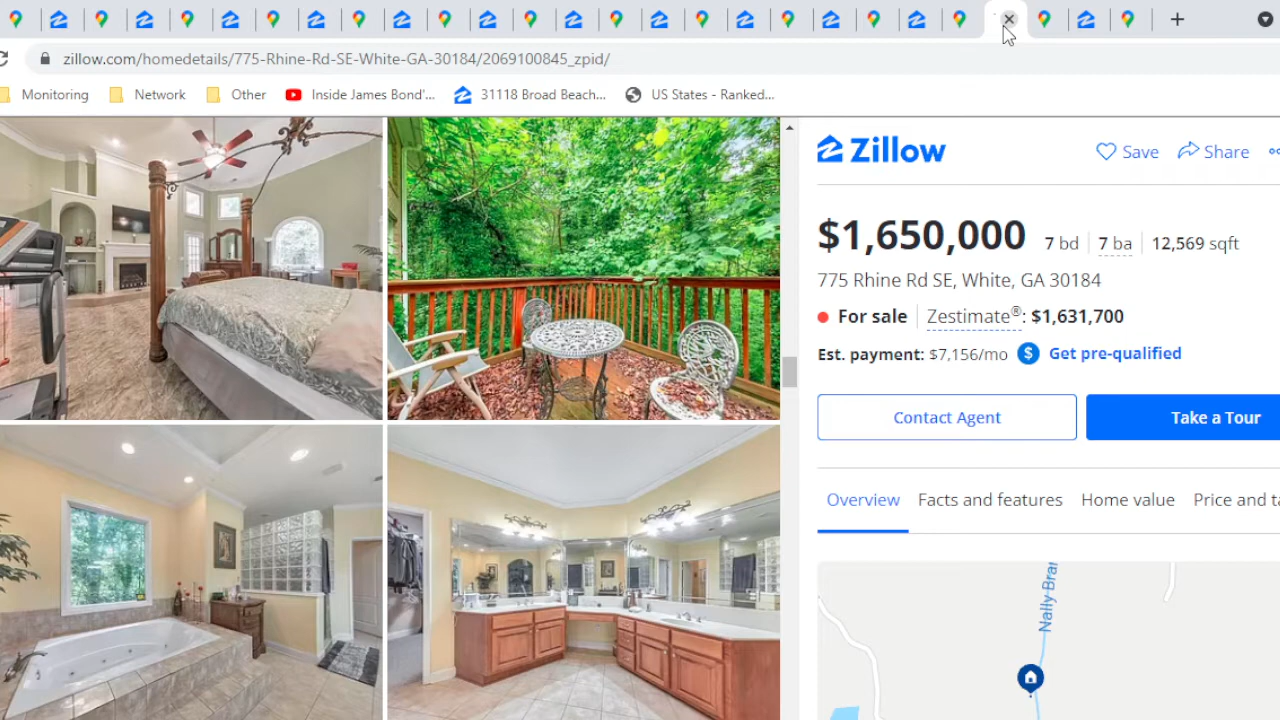 zillow.com/homedetails/775-Rhine-Rd-SE-White-GA-30184/2069100845_zpid/
Monitoring Network Other Inside James Bond'... 31118 Broad Beach... US States - Ranked...
Zillow Save Share
$1,650,000 7 bd 7 ba 12,569 sqft
775 Rhine Rd SE, White, GA 30184
For sale Zestimate®: $1,631,700
Est. payment: $7,156/mo $ Get pre-qualified
Contact Agent Take a Tour
Overview Facts and features Home value Price and ta
Nally Bran